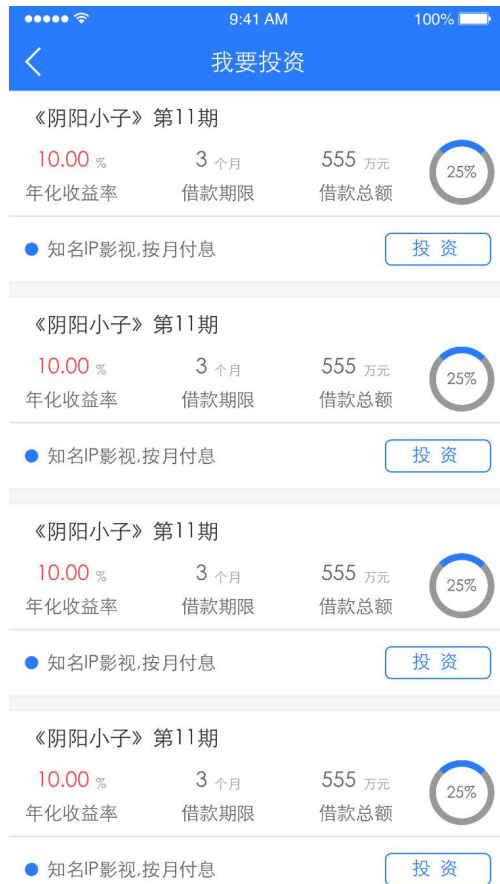 9:41 AM 100%
我要投资
《阴阳小子》第11期
10.00 % 3 个月 555 万元 25%
年化收益率 借款期限 借款总额
知名IP影视,按月付息 投 资
《阴阳小子》第11期
10.00 % 3 个月 555 万元 25%
年化收益率 借款期限 借款总额
知名IP影视,按月付息 投 资
《阴阳小子》第11期
10.00 % 3 个月 555 万元 25%
年化收益率 借款期限 借款总额
知名IP影视,按月付息 投 资
《阴阳小子》第11期
10.00 % 3 个月 555 万元 25%
年化收益率 借款期限 借款总额
知名IP影视,按月付息 投 资